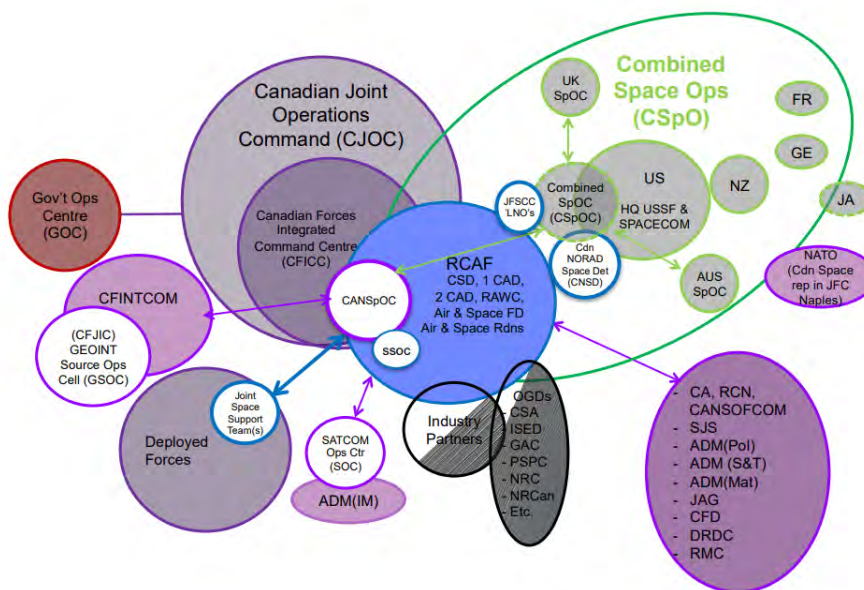 Canadian Joint
Operations
Command (CJOC)
Gov't Ops
Centre
(GOC)
Canadian Forces
Integrated
Command Centre
(CFICC)
CFINTCOM
(CFJIC)
GEOINT
Source Ops
Cell (GSOC)
CANSpOC
SSOC
RCAF
CSD, 1 CAD,
2 CAD, RAWC,
Air & Space FD
Air & Space Rdns
Deployed
Forces
Joint
Space
Support
Team(s)
SATCOM
Ops Ctr
(SOC)
ADM(IM)
Industry
Partners
OGDs
- CSA
- ISED
- GAC
- PSPC
- NRC
- NRCan
- Etc.
JFSCC
'LNO's
UK
SpOC
Combined
Space Ops
(CSpO)
Combined
SpOC
(CSpOC)
US
HQ USSF &
SPACECOM
Cdn
NORAD
Space Det
(CNSD)
NZ
AUS
SpOC
FR
GE
JA
NATO
(Cdn Space
rep in JFC
Naples)
- CA, RCN,
CANSOFCOM
- SJS
- ADM(Pol)
- ADM (S&T)
- ADM(Mat)
- JAG
- CFD
- DRDC
- RMC